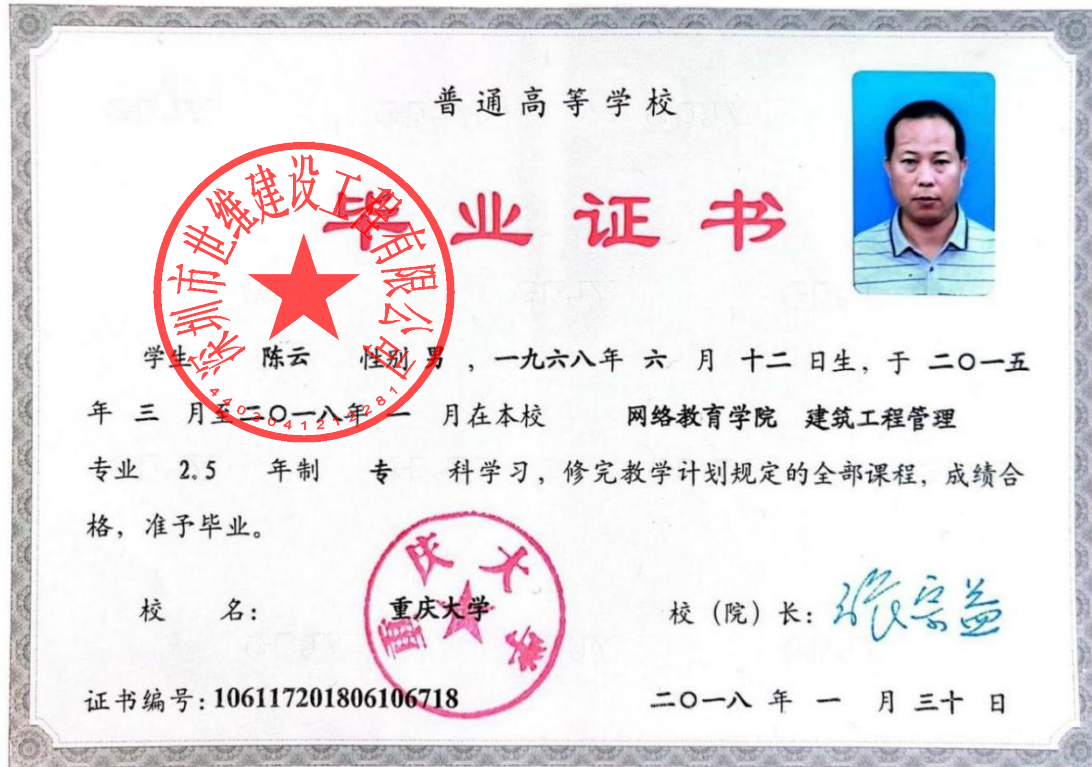 普通高等学校
毕业证书
深圳市世维建设工程有限公司
4403041212281
学生 陈云 性别 男 ，一九六八年 六 月 十二 日生，于 二〇一五
年 三 月至二〇一八年 一 月在本校 网络教育学院 建筑工程管理
专业 2.5 年制 专 科学习，修完教学计划规定的全部课程，成绩合
格，准予毕业。
校 名： 重庆大学 校（院）长：张宗益
重庆大学
证书编号：106117201806106718 二〇一八 年 一 月 三十 日